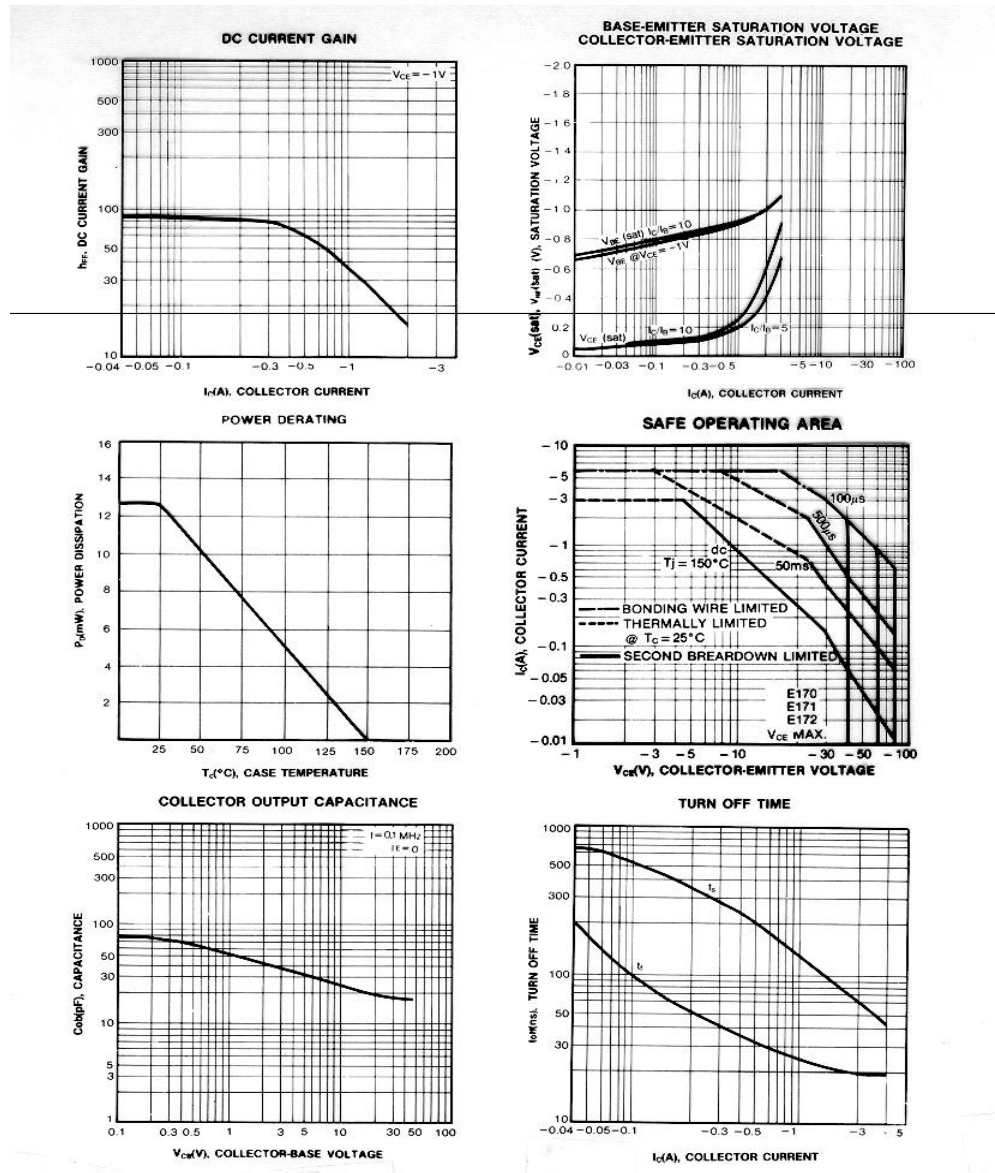 DC CURRENT GAIN
1000
500
300
100
50
30
10
VCE=−1V
hFE, DC CURRENT GAIN
−0.04 −0.05 −0.1 −0.3 −0.5 −1 −3
IC(A), COLLECTOR CURRENT
BASE-EMITTER SATURATION VOLTAGE
COLLECTOR-EMITTER SATURATION VOLTAGE
−2.0
−1 8
−1 6
−1 4
−1.2
−1.0
−0.8
−0.6
−0.4
0.2
0
VBE (sat) IC/IB=10
VBE @VCE=−1V
VCE (sat)
IC/IB=10
IC/IB=5
−0.01 −0.03 −0.1 −0.3−0.5 −5−10 −30 −100
IC(A), COLLECTOR CURRENT
POWER DERATING
16
14
12
10
8
6
4
2
PD(mW), POWER DISSIPATION
25 50 75 100 125 150 175 200
TC(°C), CASE TEMPERATURE
SAFE OPERATING AREA
−10
−5
−3
−1
−0.5
−0.3
−0.1
−0.05
−0.03
−0.01
IC(A), COLLECTOR CURRENT
100µs
500µs
dc
Tj=150°C
50ms
BONDING WIRE LIMITED
THERMALLY LIMITED
@ TC=25°C
SECOND BREARDOWN LIMITED
E170
E171
E172
VCE MAX.
−1 −3 −5 −10 −30 −50 −100
VCE(V), COLLECTOR-EMITTER VOLTAGE
COLLECTOR OUTPUT CAPACITANCE
1000
500
300
100
50
30
10
5
3
1
f=0.1 MHz
IE=0
Cob(pF), CAPACITANCE
0.1 0.3 0.5 1 3 5 10 30 50 100
VCB(V), COLLECTOR-BASE VOLTAGE
TURN OFF TIME
1000
500
300
100
50
30
10
ts
tf
toff(ns), TURN OFF TIME
−0.04 −0.05−0.1 −0.3 −0.5 −1 −3 5
IC(A), COLLECTOR CURRENT